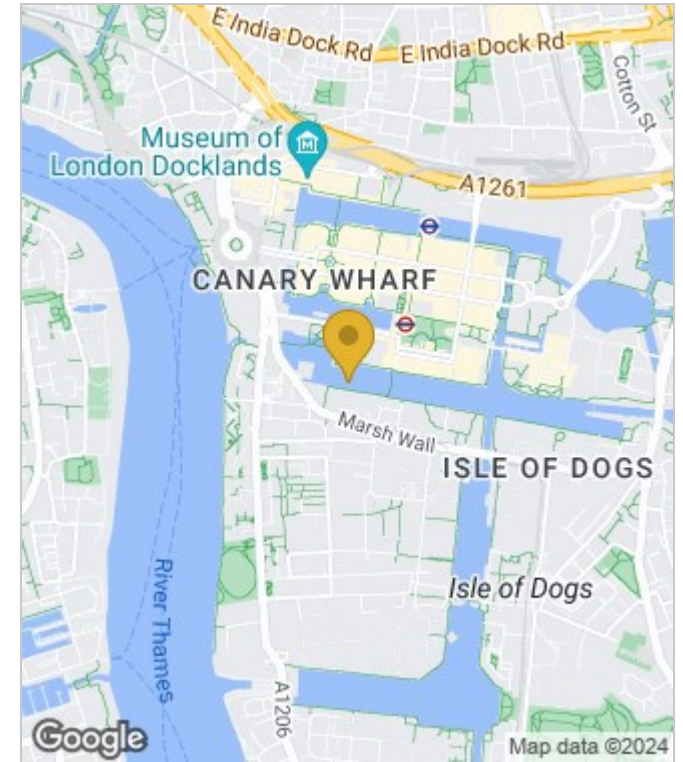 E India Dock Rd
E India Dock Rd
Cotton St
Museum of
London Docklands
M
A1261
CANARY WHARF
Marsh Wall
ISLE OF DOGS
Isle of Dogs
River Thames
A1206
Google
Map data ©2024